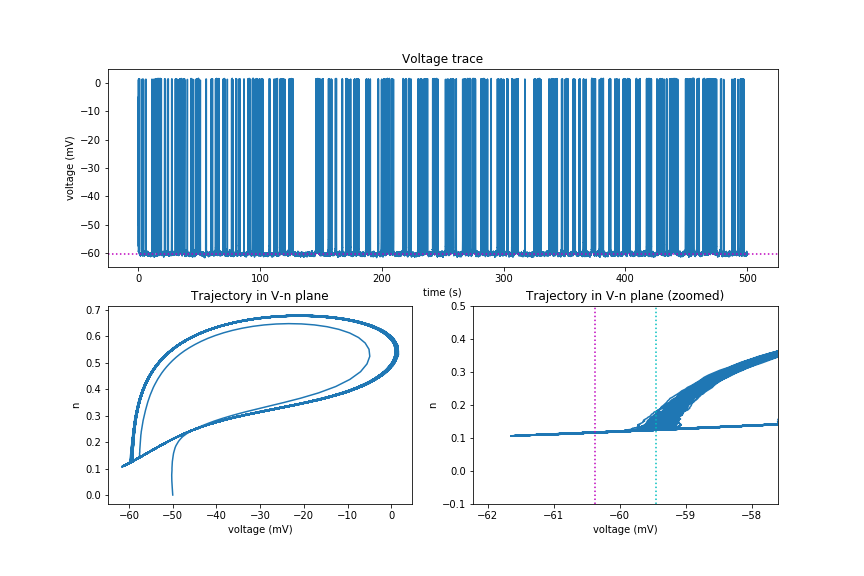 Voltage trace
voltage (mV)
0
−10
−20
−30
−40
−50
−60
0 100 200 300 400 500
time (s)
Trajectory in V-n plane
n
0.7
0.6
0.5
0.4
0.3
0.2
0.1
0.0
−60 −50 −40 −30 −20 −10 0
voltage (mV)
Trajectory in V-n plane (zoomed)
n
0.5
0.4
0.3
0.2
0.1
0.0
−0.1
−62 −61 −60 −59 −58
voltage (mV)